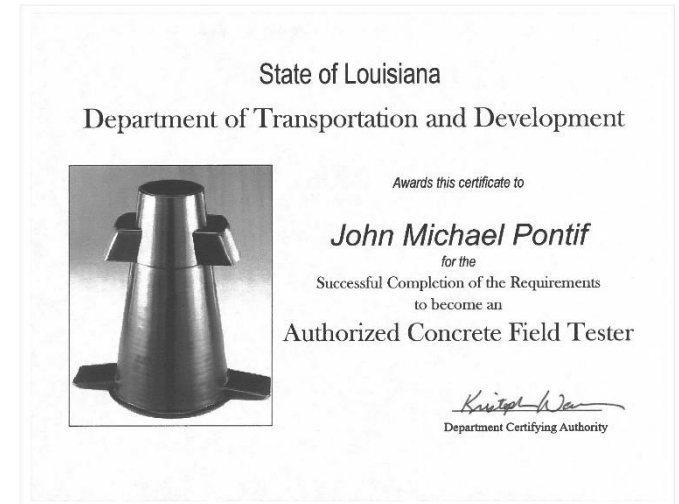 State of Louisiana
Department of Transportation and Development
Awards this certificate to
John Michael Pontif
for the
Successful Completion of the Requirements
to become an
Authorized Concrete Field Tester
Department Certifying Authority